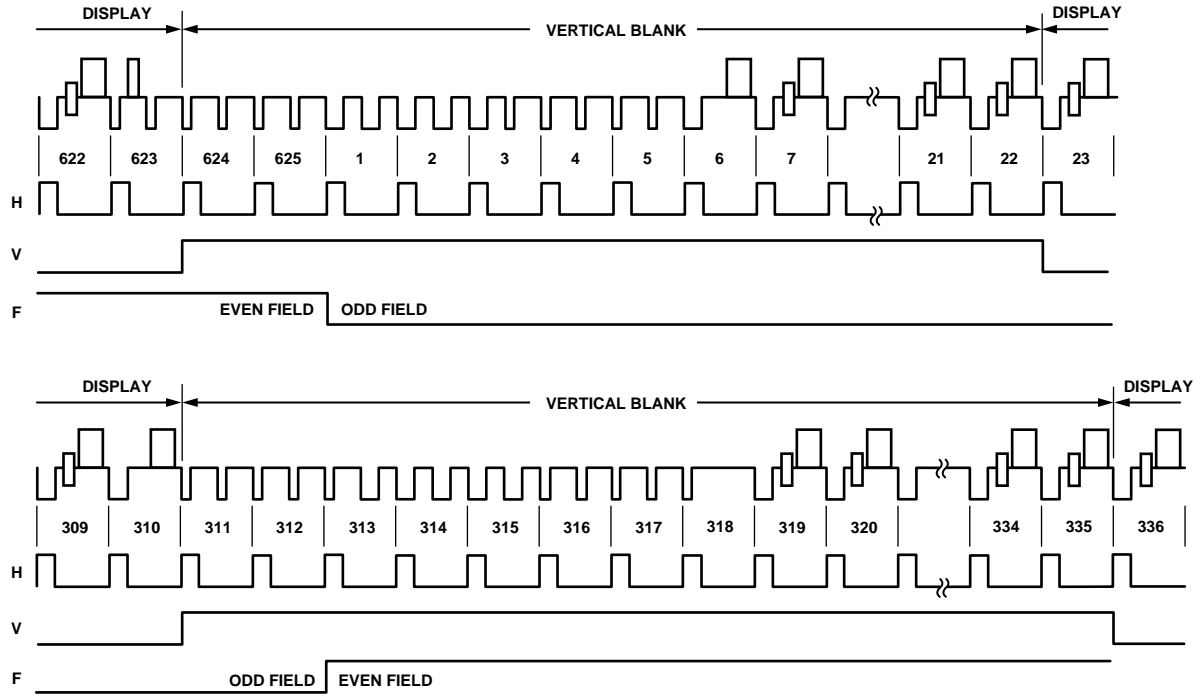 DISPLAY VERTICAL BLANK DISPLAY
622 623 624 625 1 2 3 4 5 6 7 21 22 23
H
V
EVEN FIELD ODD FIELD
F
DISPLAY VERTICAL BLANK DISPLAY
309 310 311 312 313 314 315 316 317 318 319 320 334 335 336
H
V
ODD FIELD EVEN FIELD
F